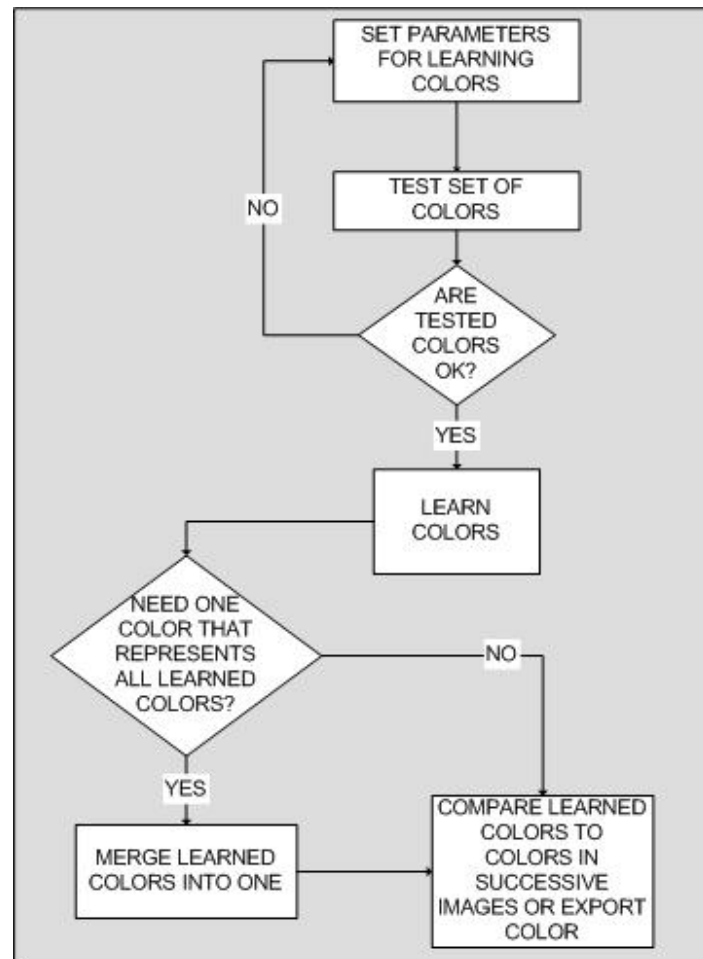 SET PARAMETERS
FOR LEARNING
COLORS
TEST SET OF
COLORS
NO
ARE
TESTED
COLORS
OK?
YES
LEARN
COLORS
NEED ONE
COLOR THAT
REPRESENTS
ALL LEARNED
COLORS?
NO
YES
MERGE LEARNED
COLORS INTO ONE
COMPARE LEARNED
COLORS TO
COLORS IN
SUCCESSIVE
IMAGES OR EXPORT
COLOR